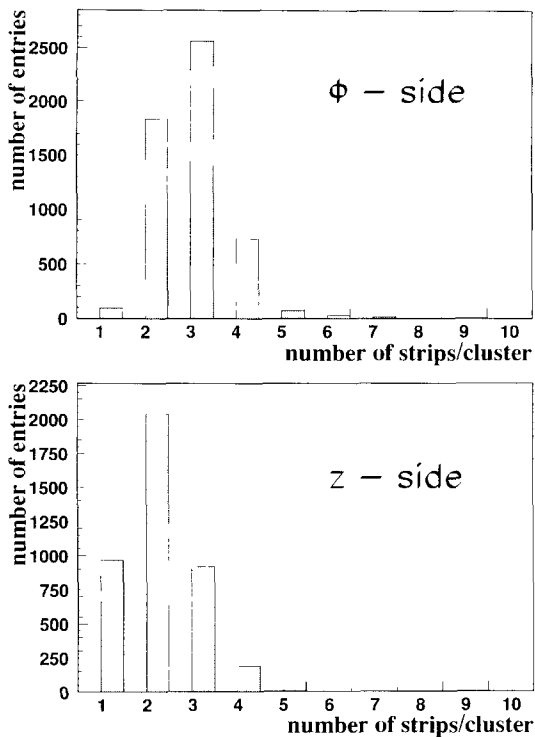 number of entries
2500
2000
1500
1000
500
0
Φ – side
1 2 3 4 5 6 7 8 9 10
number of strips/cluster
number of entries
2250
2000
1750
1500
1250
1000
750
500
250
0
z – side
1 2 3 4 5 6 7 8 9 10
number of strips/cluster